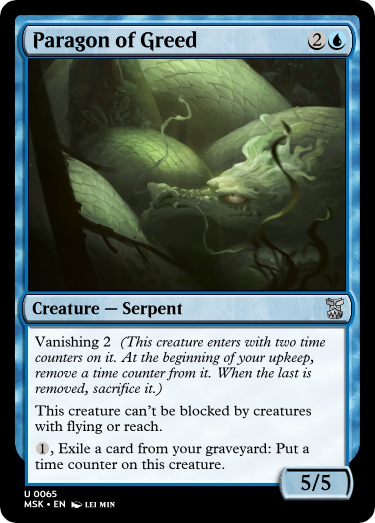 Paragon of Greed 2
Creature — Serpent
Vanishing 2 (This creature enters with two time
counters on it. At the beginning of your upkeep,
remove a time counter from it. When the last is
removed, sacrifice it.)
This creature can't be blocked by creatures
with flying or reach.
1, Exile a card from your graveyard: Put a
time counter on this creature.
5/5
U 0065
MSK • EN LEI MIN